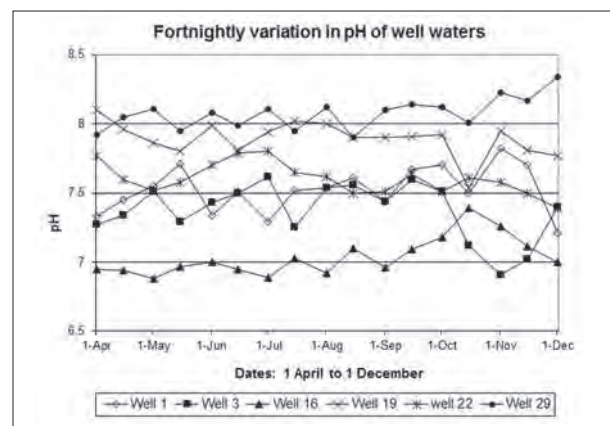 Fortnightly variation in pH of well waters
8.5
8
7.5
7
6.5
pH
1-Apr 1-May 1-Jun 1-Jul 1-Aug 1-Sep 1-Oct 1-Nov 1-Dec
Dates: 1 April to 1 December
Well 1 Well 3 Well 16 Well 19 well 22 Well 29